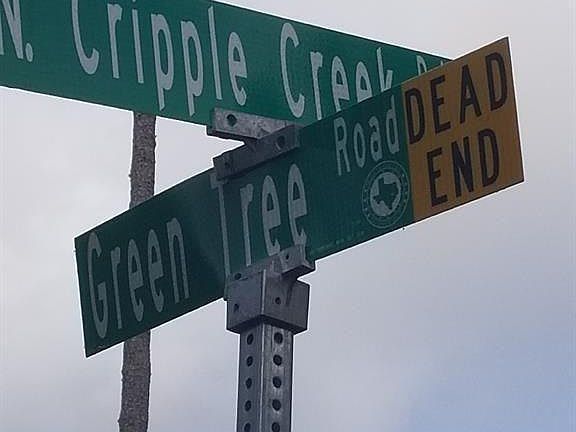 N. Cripple Creek
Green Tree Road
DEAD
END